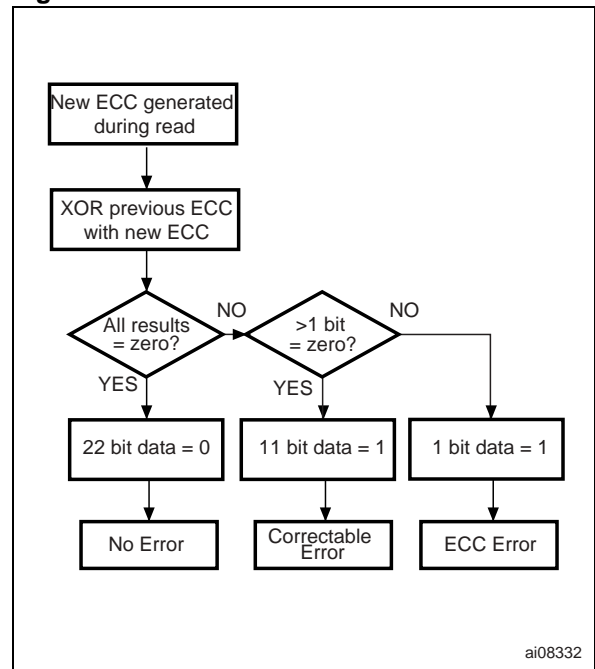 New ECC generated
during read
XOR previous ECC
with new ECC
All results
= zero?
NO
>1 bit
= zero?
NO
YES
YES
22 bit data = 0
11 bit data = 1
1 bit data = 1
No Error
Correctable
Error
ECC Error
ai08332